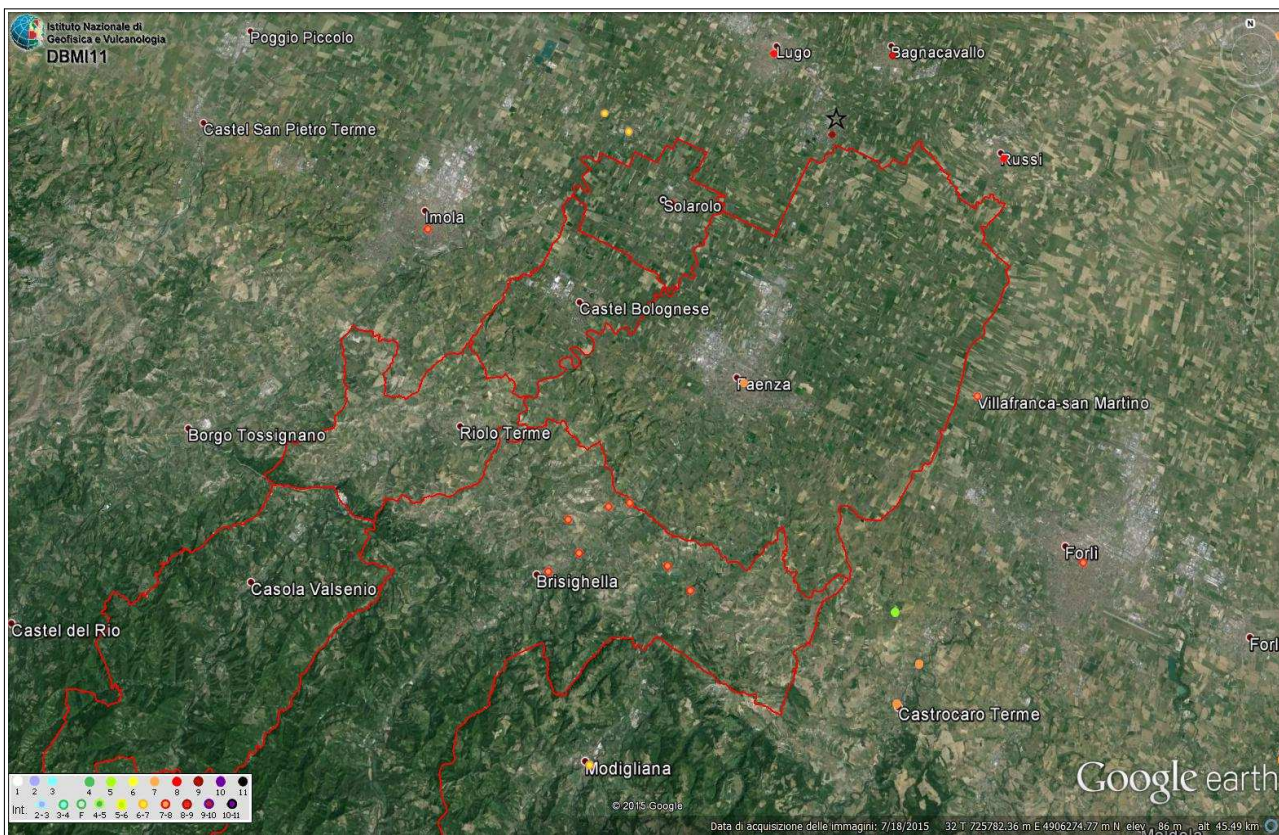 Istituto Nazionale di
Geofisica e Vulcanologia
DBMI11
N
Poggio Piccolo
Lugo
Bagnacavallo
Castel San Pietro Terme
Russi
Solarolo
Imola
Castel Bolognese
Faenza
Villafranca-san Martino
Borgo Tossignano
Riolo Terme
Forlì
Brisighella
Casola Valsenio
Castel del Rio
Forl
Castrocaro Terme
Modigliana
Google earth
1 2 3 4 5 6 7 8 9 10 11
Int. 2-3 3-4 F 4-5 5-6 6-7 7-8 8-9 9-10 10-11
© 2015 Google
Data di acquisizione delle immagini: 7/18/2015 32 T 725782.36 m E 4906274.77 m N elev 86 m alt 45.49 km